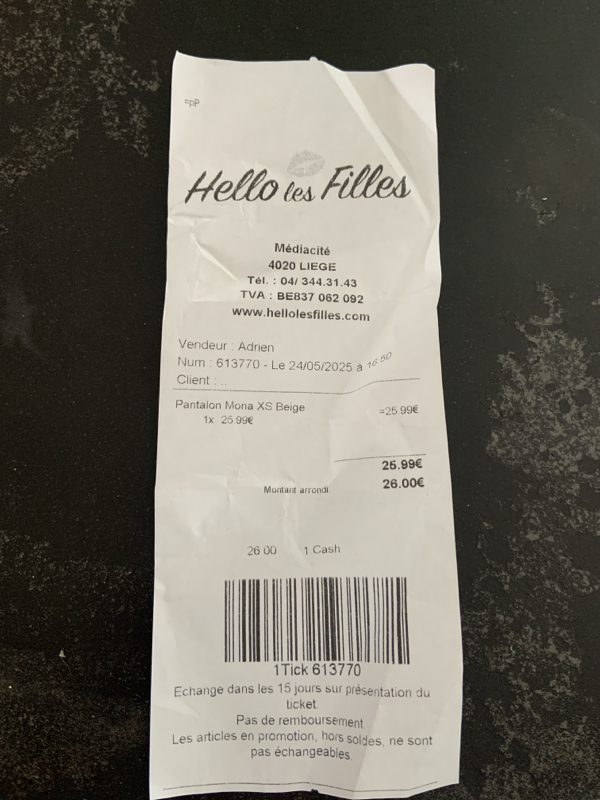 =pP
Hello les Filles
Médiacité
4020 LIEGE
Tél. : 04/ 344.31.43
TVA : BE837 062 092
www.hellolesfilles.com
Vendeur : Adrien
Num : 613770 - Le 24/05/2025 à 16:50
Client : ..
Pantalon Mona XS Beige =25.99€
1x 25.99€
25.99€
Montant arrondi 26.00€
26.00 1 Cash
1Tick 613770
Echange dans les 15 jours sur présentation du
ticket.
Pas de remboursement
Les articles en promotion, hors soldes, ne sont
pas échangeables.